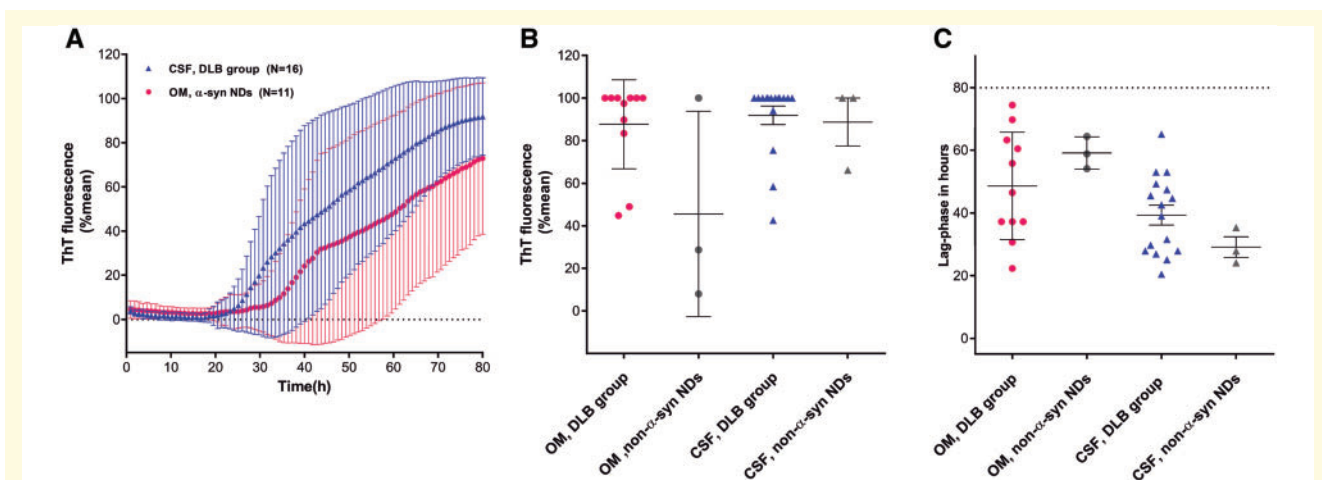 A
120
100
80
60
40
20
0
ThT fluorescence
(%mean)
CSF, DLB group (N=16)
OM, α-syn NDs (N=11)
0 10 20 30 40 50 60 70 80
Time(h)
B
120
100
80
60
40
20
0
ThT fluorescence
(%mean)
OM, DLB group
OM ,non-α-syn NDs
CSF, DLB group
CSF, non-α-syn NDs
C
100
80
60
40
20
0
Lag-phase in hours
OM, DLB group
OM, non-α-syn NDs
CSF, DLB group
CSF, non-α-syn NDs